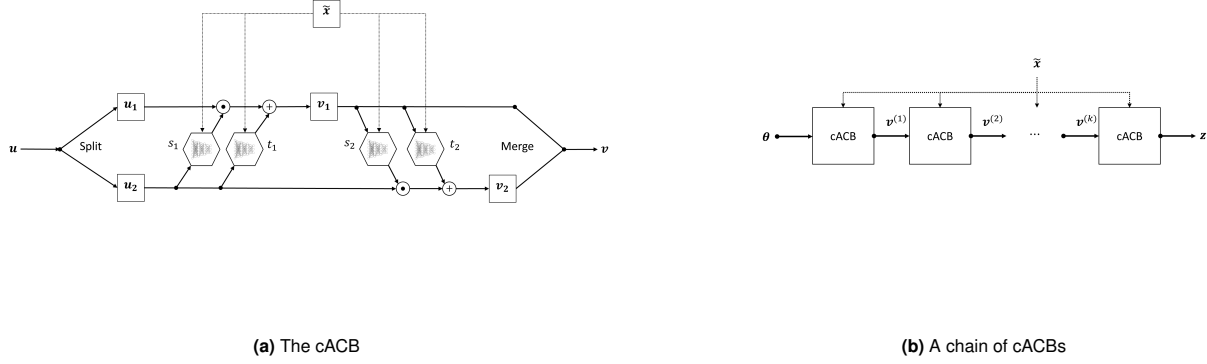 x̃
u₁
v₁
s₁
t₁
s₂
t₂
u
Split
Merge
v
u₂
v₂
(a) The cACB
x̃
v⁽¹⁾
v⁽²⁾
v⁽ᵏ⁾
θ
cACB
cACB
...
cACB
z
(b) A chain of cACBs